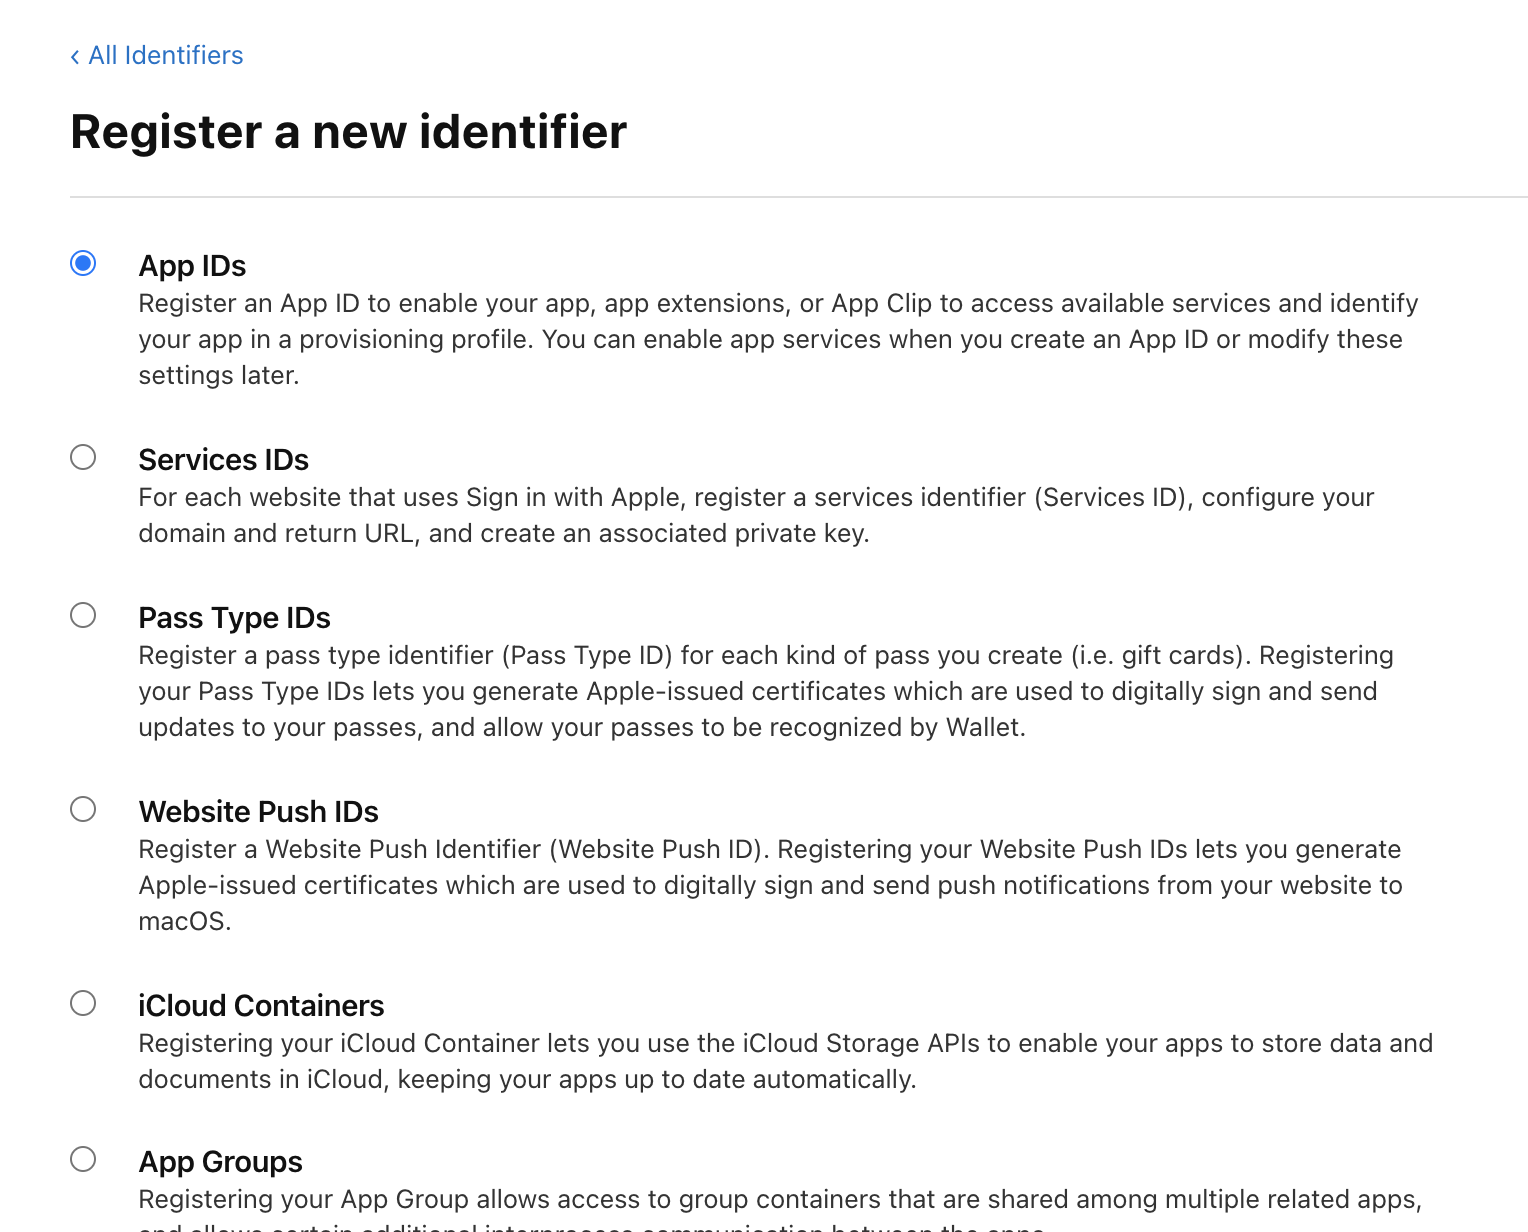 ‹ All Identifiers
Register a new identifier
App IDs
Register an App ID to enable your app, app extensions, or App Clip to access available services and identify
your app in a provisioning profile. You can enable app services when you create an App ID or modify these
settings later.
Services IDs
For each website that uses Sign in with Apple, register a services identifier (Services ID), configure your
domain and return URL, and create an associated private key.
Pass Type IDs
Register a pass type identifier (Pass Type ID) for each kind of pass you create (i.e. gift cards). Registering
your Pass Type IDs lets you generate Apple-issued certificates which are used to digitally sign and send
updates to your passes, and allow your passes to be recognized by Wallet.
Website Push IDs
Register a Website Push Identifier (Website Push ID). Registering your Website Push IDs lets you generate
Apple-issued certificates which are used to digitally sign and send push notifications from your website to
macOS.
iCloud Containers
Registering your iCloud Container lets you use the iCloud Storage APIs to enable your apps to store data and
documents in iCloud, keeping your apps up to date automatically.
App Groups
Registering your App Group allows access to group containers that are shared among multiple related apps,
and allows certain additional interprocess communication between the apps.